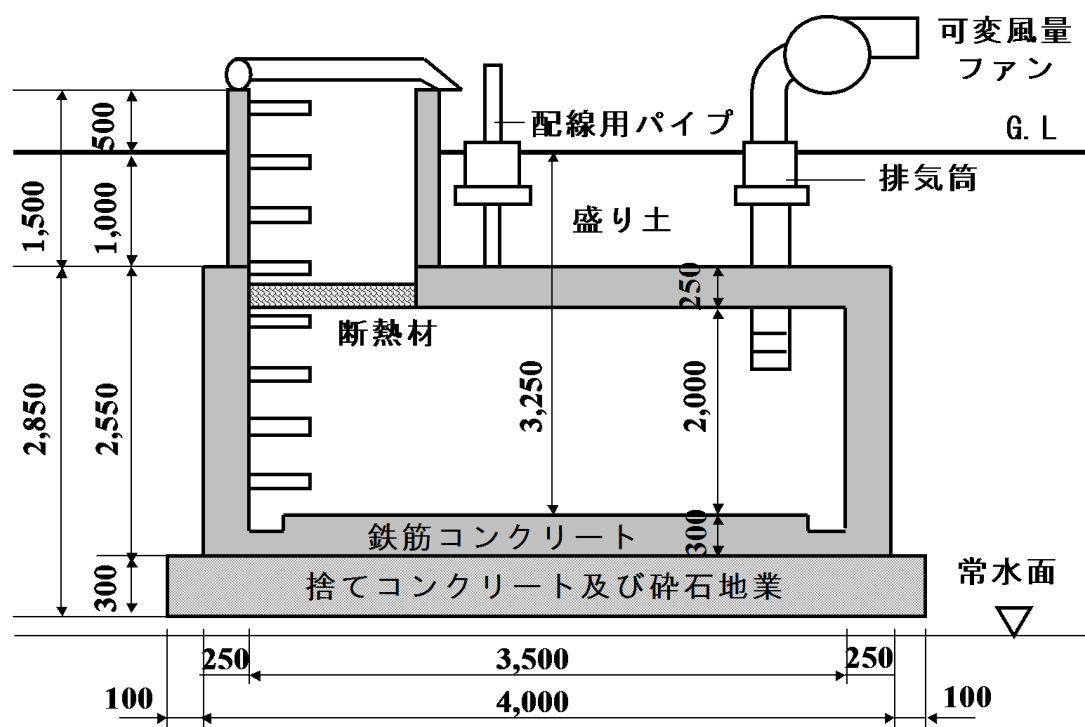 可変風量
ファン
配線用パイプ
G. L
500
排気筒
1,500
1,000
盛り土
250
断熱材
3,250
2,000
2,850
2,550
鉄筋コンクリート
300
捨てコンクリート及び砕石地業
300
常水面
250
3,500
250
100
4,000
100